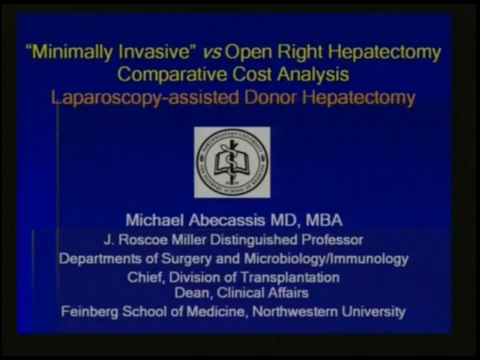 "Minimally Invasive" vs Open Right Hepatectomy
Comparative Cost Analysis
Laparoscopy-assisted Donor Hepatectomy
Michael Abecassis MD, MBA
J. Roscoe Miller Distinguished Professor
Departments of Surgery and Microbiology/Immunology
Chief, Division of Transplantation
Dean, Clinical Affairs
Feinberg School of Medicine, Northwestern University